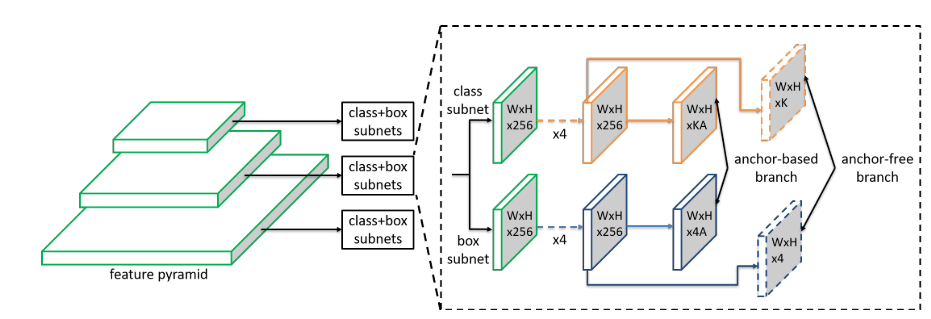 class+box
subnets
class+box
subnets
class+box
subnets
feature pyramid
class
subnet
WxH
x256
x4
WxH
x256
WxH
xKA
WxH
xK
anchor-based
branch
anchor-free
branch
box
subnet
WxH
x256
x4
WxH
x256
WxH
x4A
WxH
x4